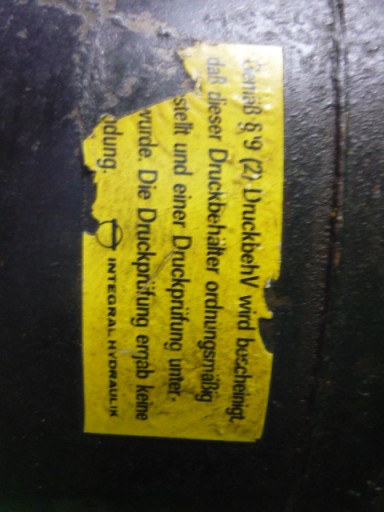 Gemäß § 9 (2) DruckbehV wird bescheinigt,
daß dieser Druckbehälter ordnungsmäßig
stellt und einer Druckprüfung unter-
wurde. Die Druckprüfung ergab keine
dung.
INTEGRAL HYDRAULIK